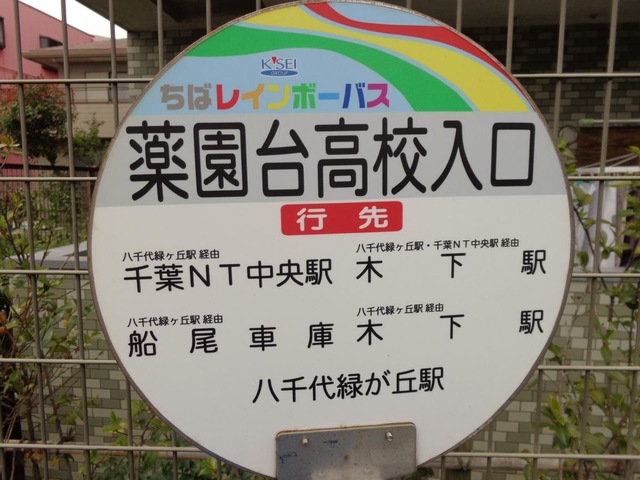 K'SEI
GROUP
ちばレインボーバス
薬園台高校入口
行先
八千代緑ヶ丘駅 経由
千葉NT中央駅
八千代緑ヶ丘駅・千葉NT中央駅 経由
木下駅
八千代緑ヶ丘駅 経由
船尾車庫
八千代緑ヶ丘駅 経由
木下駅
八千代緑が丘駅